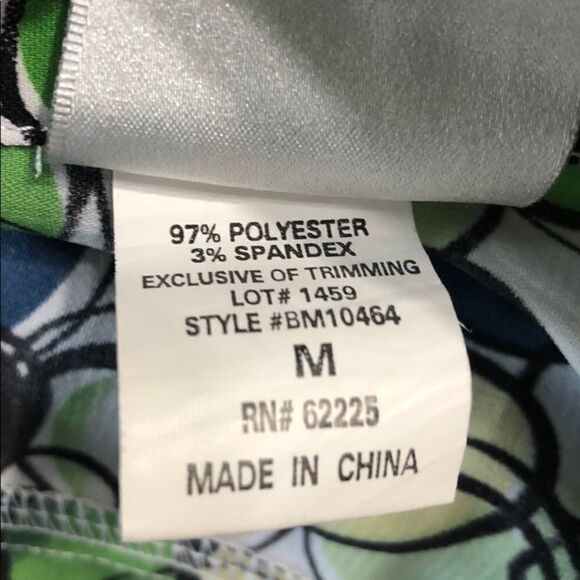 97% POLYESTER
3% SPANDEX
EXCLUSIVE OF TRIMMING
LOT# 1459
STYLE #BM10464
M
RN# 62225
MADE IN CHINA